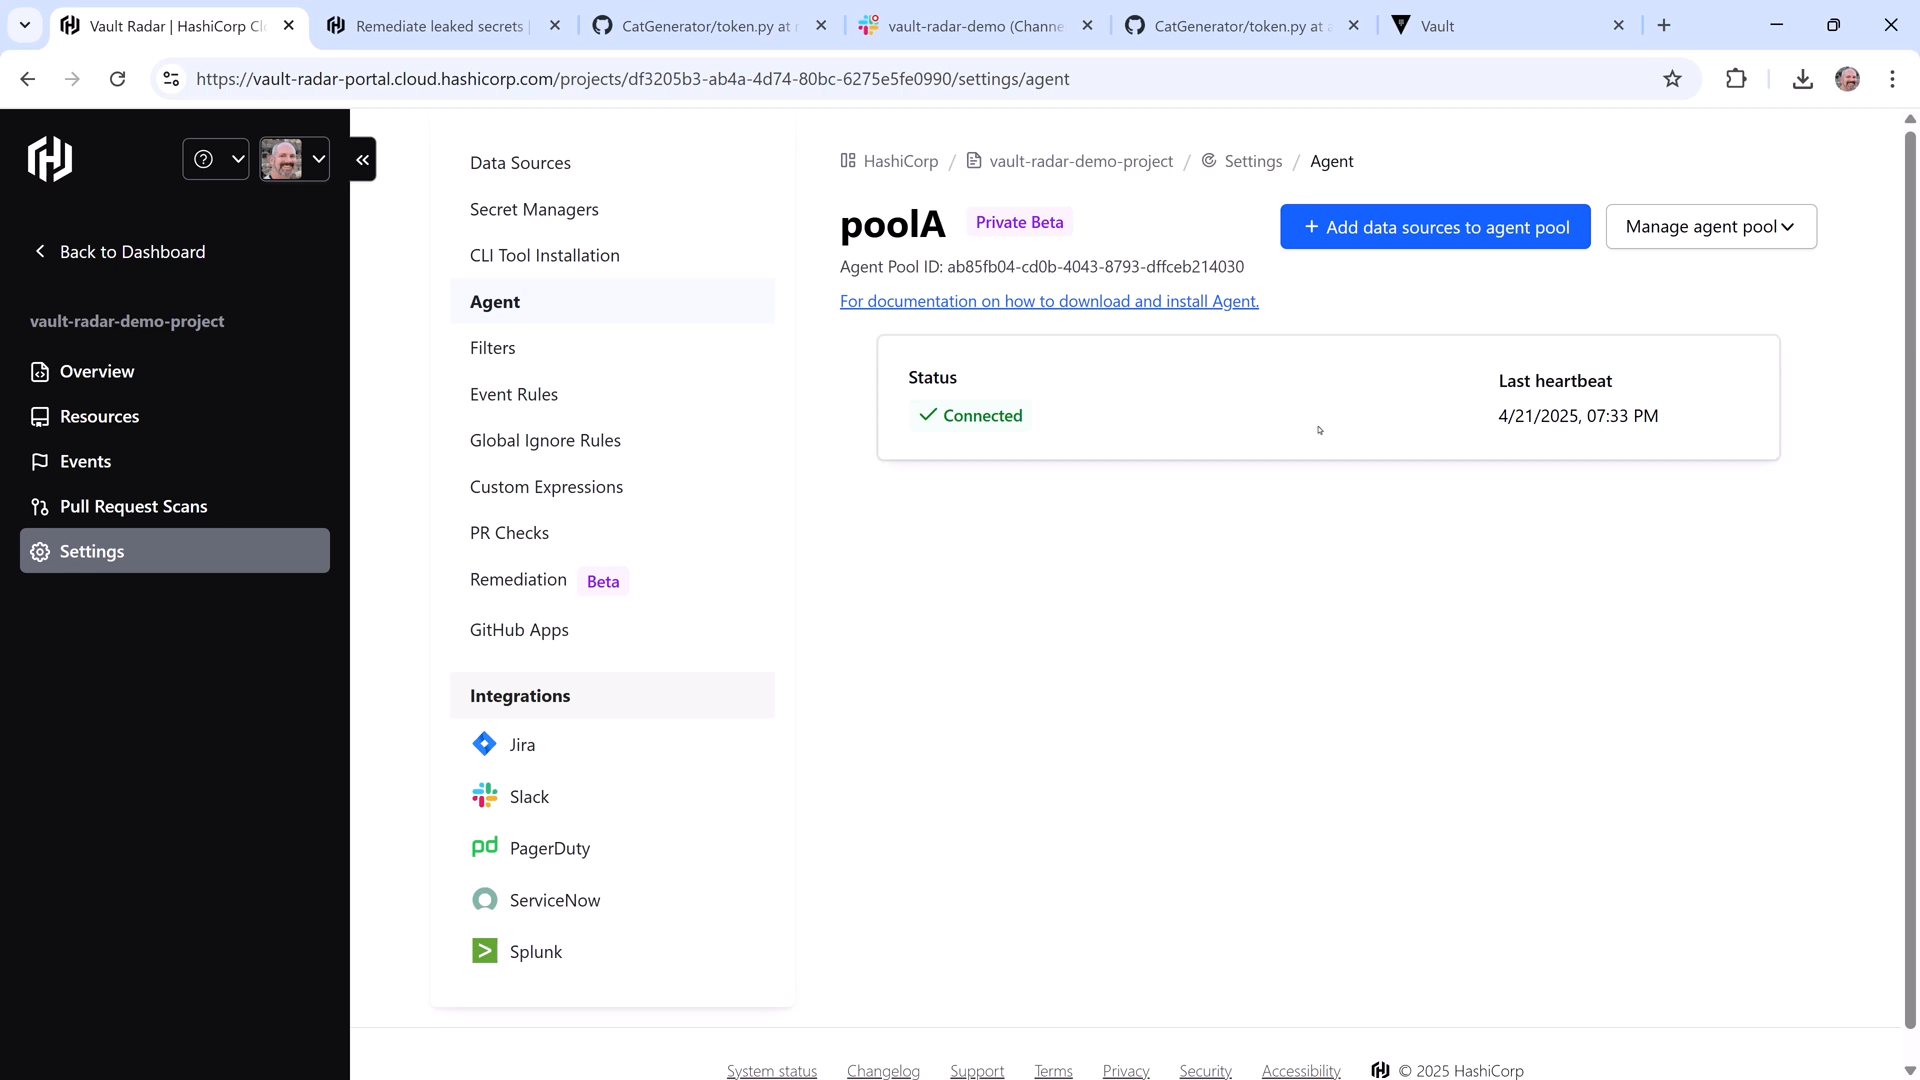 Vault Radar | HashiCorp Clo
Remediate leaked secrets |
CatGenerator/token.py at
vault-radar-demo (Channe
CatGenerator/token.py at
Vault
https://vault-radar-portal.cloud.hashicorp.com/projects/df3205b3-ab4a-4d74-80bc-6275e5fe0990/settings/agent
Back to Dashboard
vault-radar-demo-project
Overview
Resources
Events
Pull Request Scans
Settings
Data Sources
Secret Managers
CLI Tool Installation
Agent
Filters
Event Rules
Global Ignore Rules
Custom Expressions
PR Checks
Remediation Beta
GitHub Apps
Integrations
Jira
Slack
pd PagerDuty
ServiceNow
Splunk
HashiCorp / vault-radar-demo-project / Settings / Agent
poolA Private Beta
+ Add data sources to agent pool
Manage agent pool
Agent Pool ID: ab85fb04-cd0b-4043-8793-dffceb214030
For documentation on how to download and install Agent.
Status
Connected
Last heartbeat
4/21/2025, 07:33 PM
System status Changelog Support Terms Privacy Security Accessibility © 2025 HashiCorp